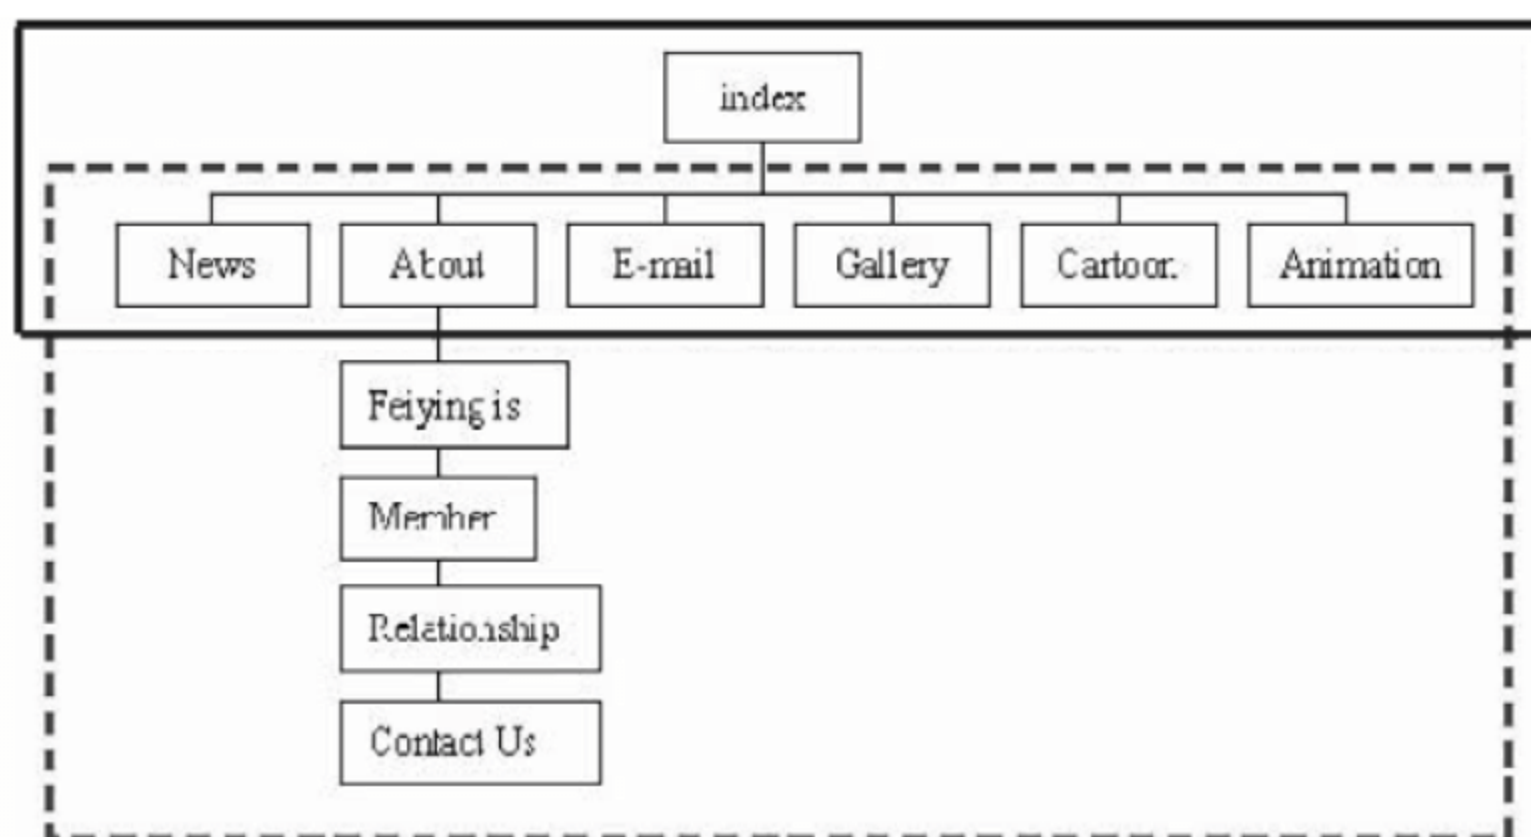 index
News
About
E-mail
Gallery
Cartoon
Animation
Feiying is
Member
Relationship
Contact Us